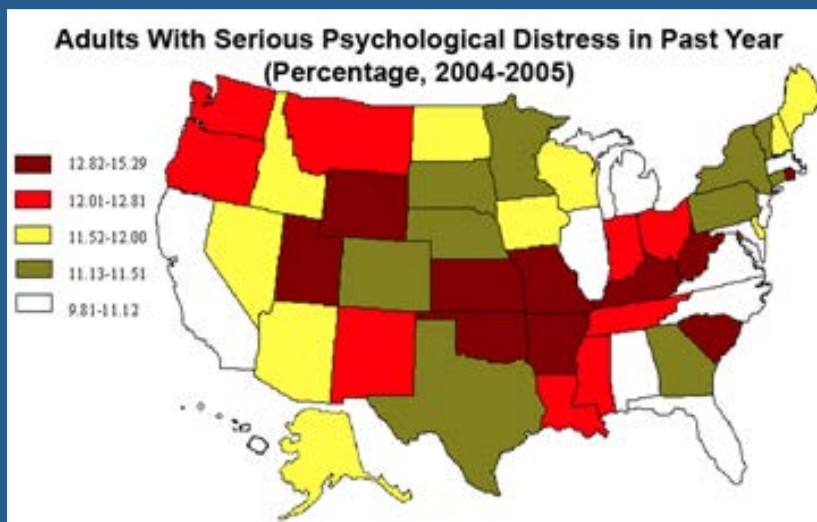 Adults With Serious Psychological Distress in Past Year
(Percentage, 2004-2005)
12.82-15.29
12.01-12.81
11.52-12.00
11.13-11.51
9.81-11.12